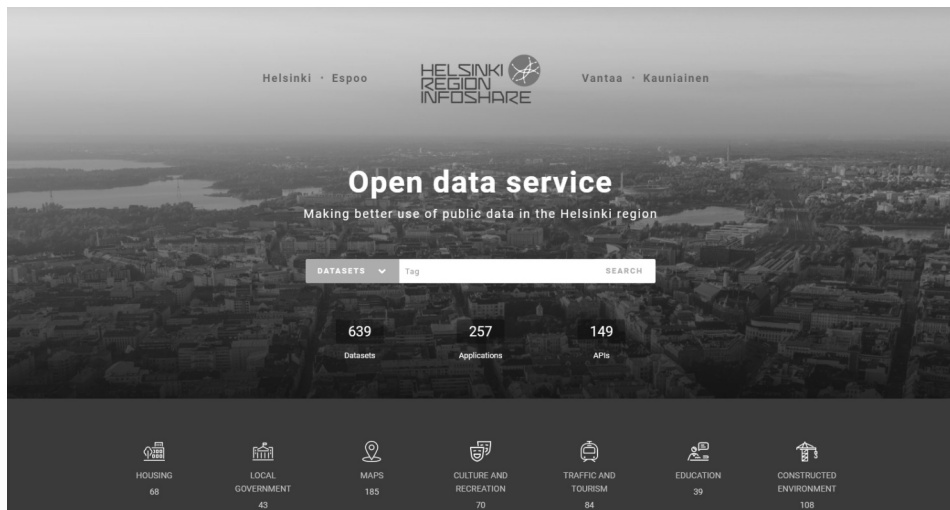 Helsinki • Espoo
HELSINKI
REGION
INFOSHARE
Vantaa • Kauniainen
Open data service
Making better use of public data in the Helsinki region
DATASETS
Tag
SEARCH
639
Datasets
257
Applications
149
APIs
HOUSING
68
LOCAL
GOVERNMENT
43
MAPS
185
CULTURE AND
RECREATION
70
TRAFFIC AND
TOURISM
84
EDUCATION
39
CONSTRUCTED
ENVIRONMENT
108